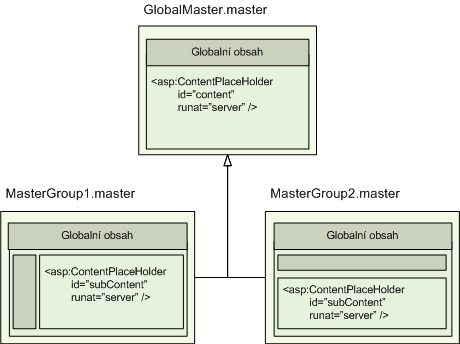 GlobalMaster.master
Globalní obsah
<asp:ContentPlaceHolder
id="content"
runat="server" />
MasterGroup1.master
MasterGroup2.master
Globalní obsah
Globalní obsah
<asp:ContentPlaceHolder
id="subContent"
runat="server" />
<asp:ContentPlaceHolder
id="subContent"
runat="server" />